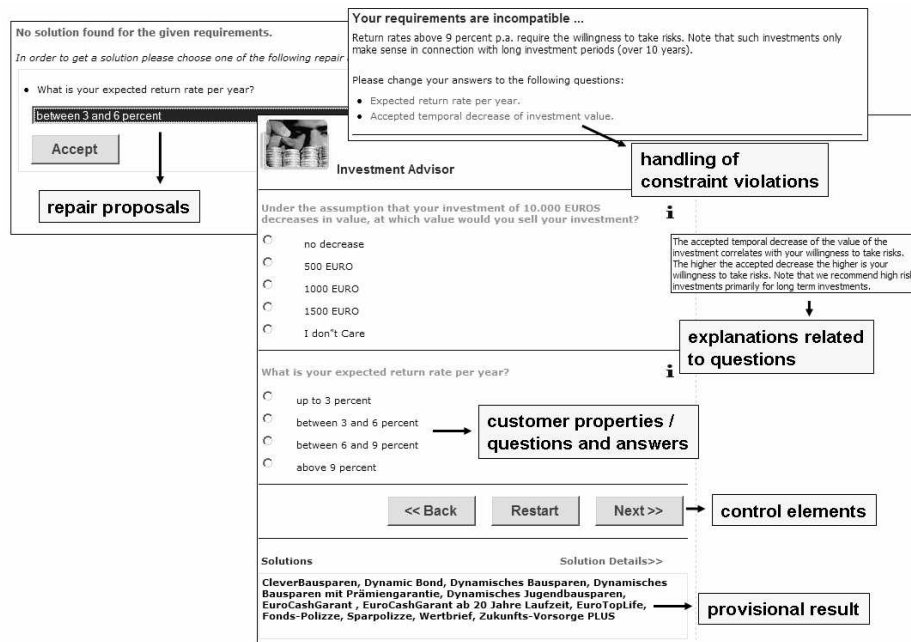 No solution found for the given requirements.
In order to get a solution please choose one of the following repair
• What is your expected return rate per year?
between 3 and 6 percent
Accept
repair proposals
Your requirements are incompatible ...
Return rates above 9 percent p.a. require the willingness to take risks. Note that such investments only
make sense in connection with long investment periods (over 10 years).
Please change your answers to the following questions:
• Expected return rate per year.
• Accepted temporal decrease of investment value.
handling of
constraint violations
Investment Advisor
Under the assumption that your investment of 10.000 EUROS
decreases in value, at which value would you sell your investment?
no decrease
500 EURO
1000 EURO
1500 EURO
I don"t Care
The accepted temporal decrease of the value of the
investment correlates with your willingness to take risks.
The higher the accepted decrease the higher is your
willingness to take risks. Note that we recommend high risk
investments primarily for long term investments.
explanations related
to questions
What is your expected return rate per year?
up to 3 percent
between 3 and 6 percent
between 6 and 9 percent
above 9 percent
customer properties /
questions and answers
<< Back
Restart
Next >>
control elements
Solutions
Solution Details>>
CleverBausparen, Dynamic Bond, Dynamisches Bausparen, Dynamisches
Bausparen mit Prämiengarantie, Dynamisches Jugendbausparen,
EuroCashGarant , EuroCashGarant ab 20 Jahre Laufzeit, EuroTopLife,
Fonds-Polizze, Sparpolizze, Wertbrief, Zukunfts-Vorsorge PLUS
provisional result